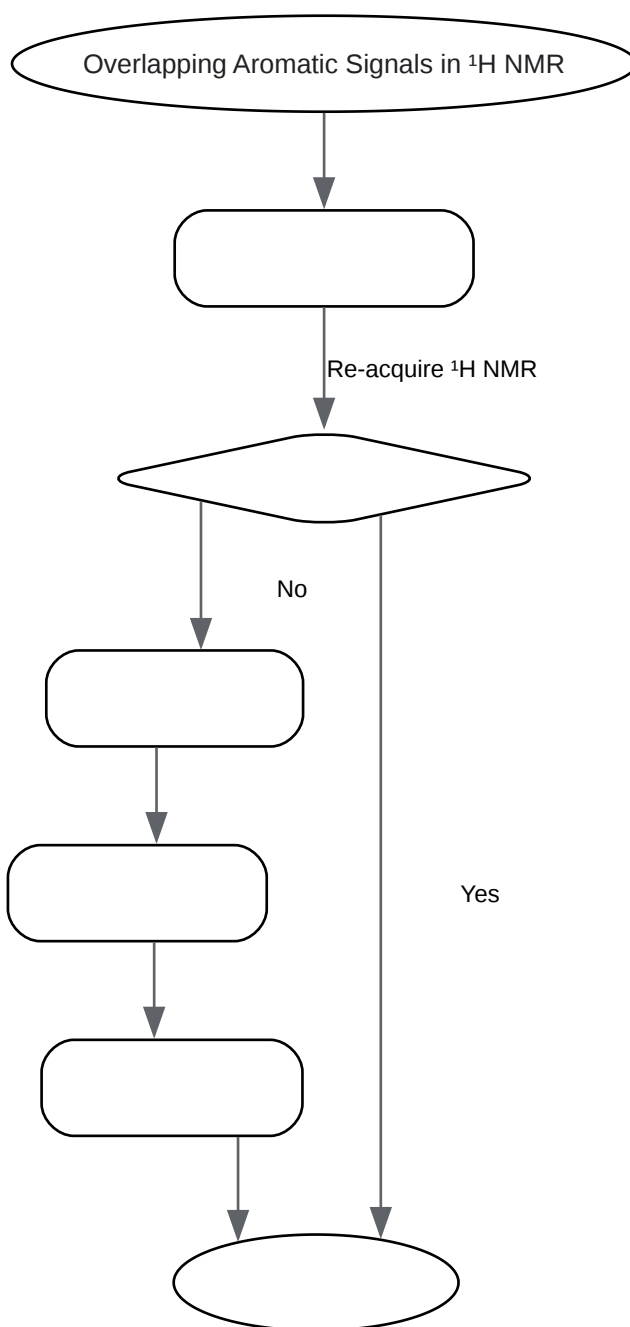 Overlapping Aromatic Signals in ¹H NMR
Re-acquire ¹H NMR
No
Yes